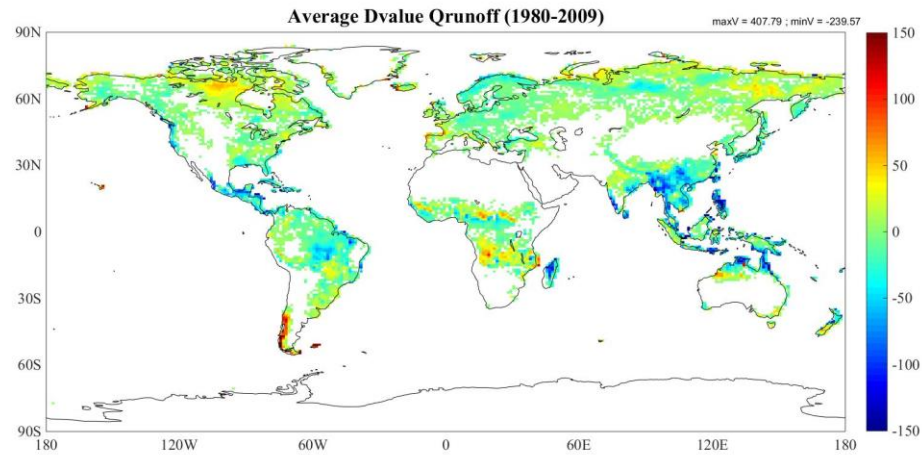 Average Dvalue Qrunoff (1980-2009)
maxV = 407.79 ; minV = -239.57
90N
60N
30N
0
30S
60S
90S
180
120W
60W
0
60E
120E
180
150
100
50
0
-50
-100
-150